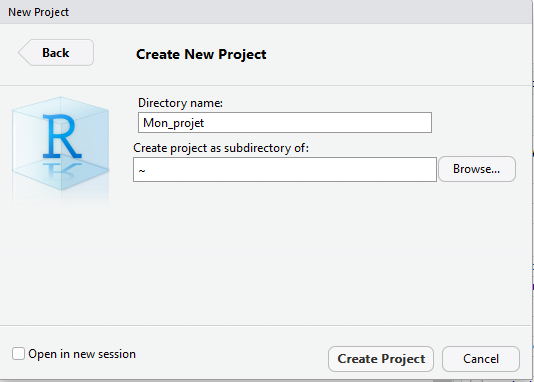 New Project
Back
Create New Project
R
Directory name:
Mon_projet
Create project as subdirectory of:
~
Browse...
Open in new session
Create Project
Cancel